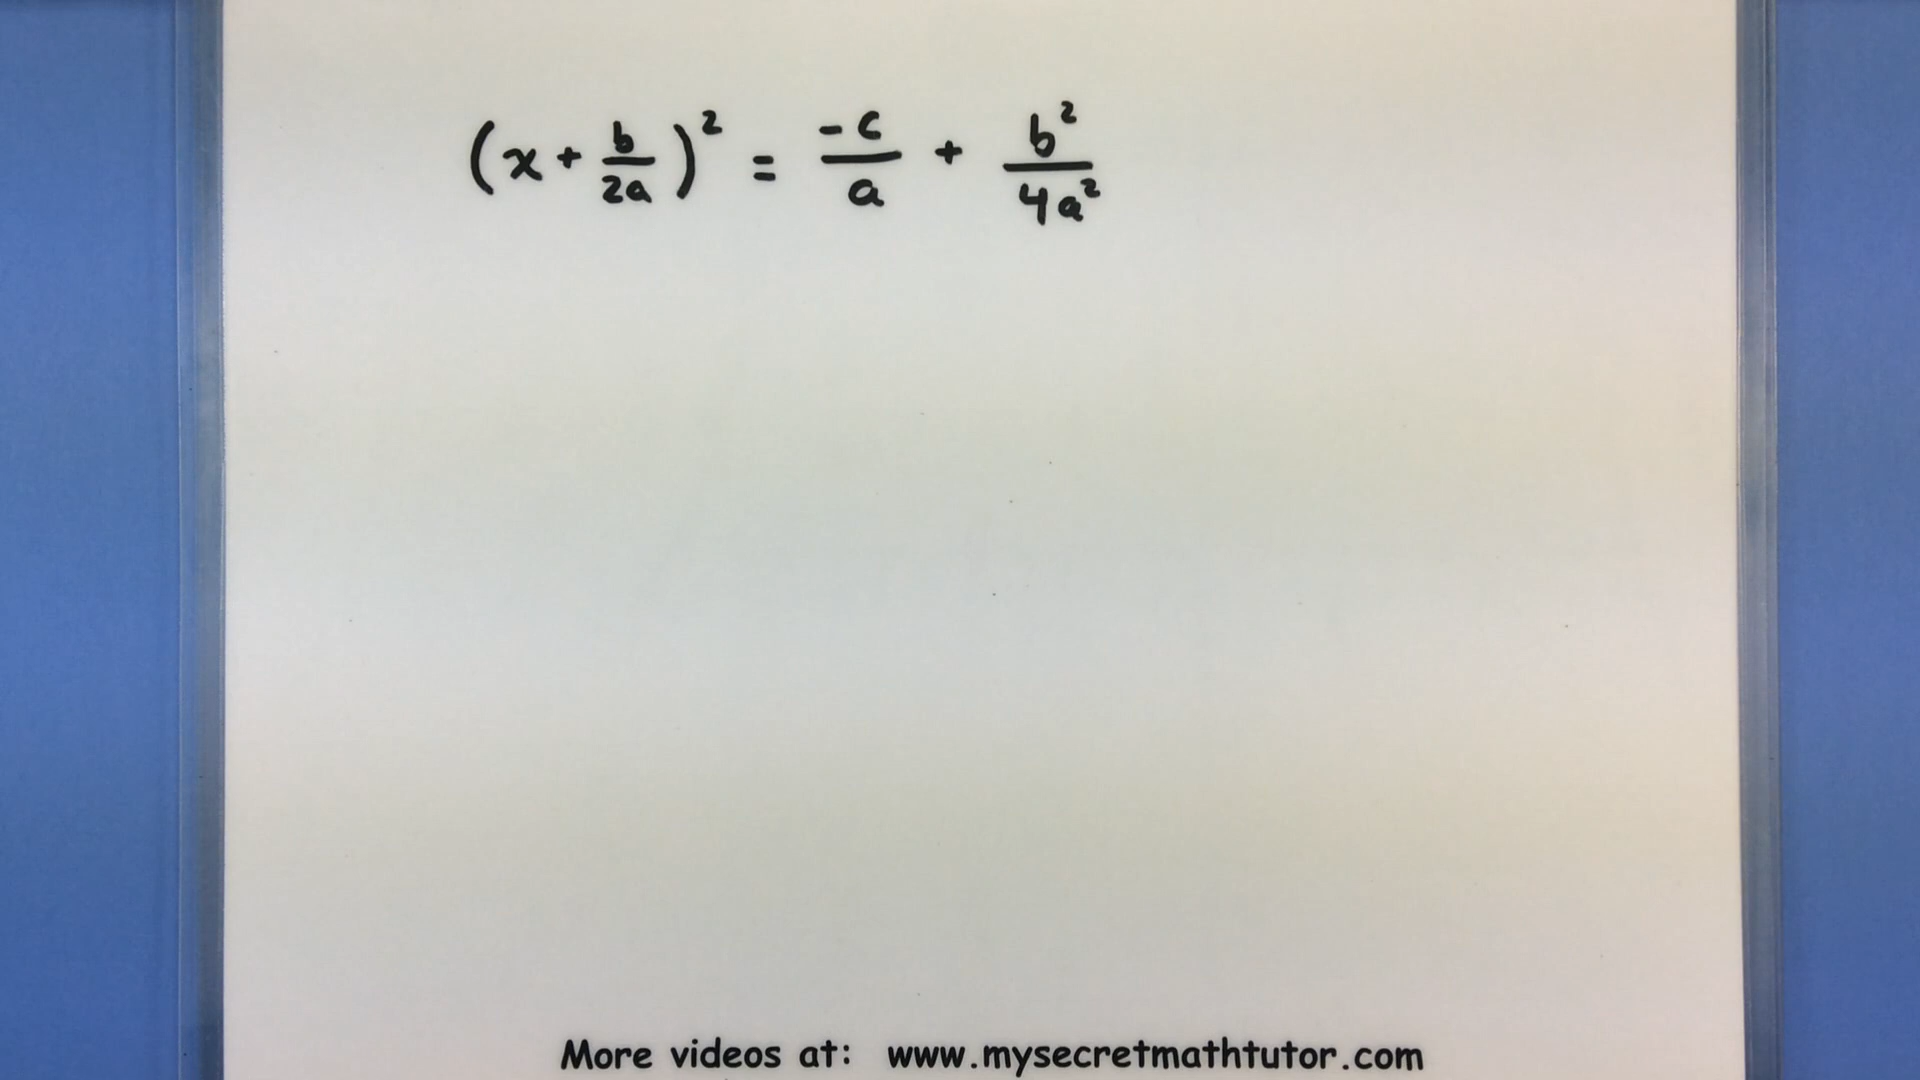 (x + b/2a)² = -c/a + b²/4a²
More videos at: www.mysecretmathtutor.com